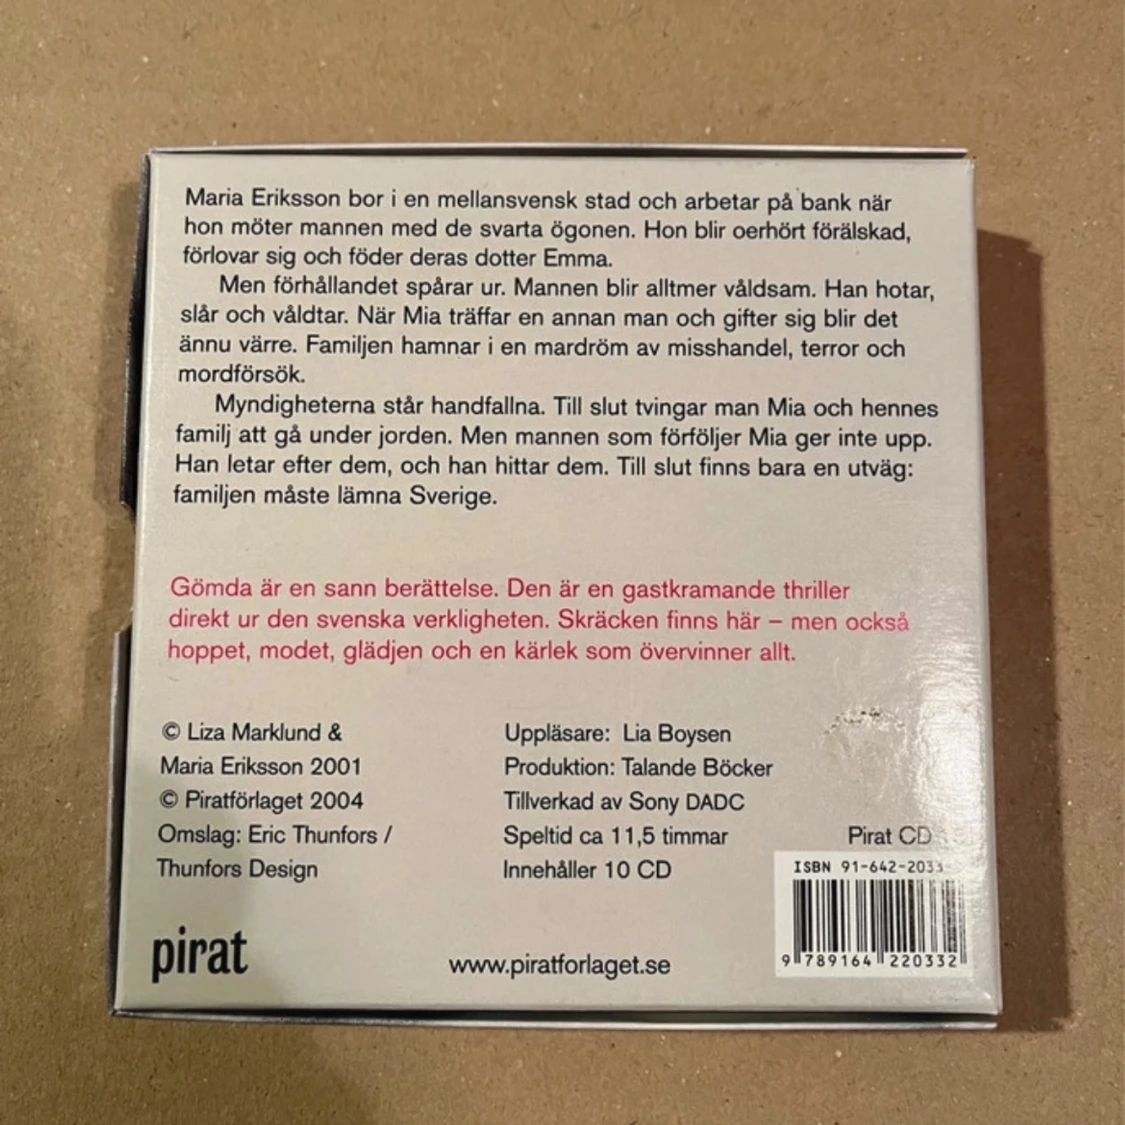 Maria Eriksson bor i en mellansvensk stad och arbetar på bank när
hon möter mannen med de svarta ögonen. Hon blir oerhört förälskad,
förlovar sig och föder deras dotter Emma.
Men förhållandet spårar ur. Mannen blir alltmer våldsam. Han hotar,
slår och våldtar. När Mia träffar en annan man och gifter sig blir det
ännu värre. Familjen hamnar i en mardröm av misshandel, terror och
mordförsök.
Myndigheterna står handfallna. Till slut tvingar man Mia och hennes
familj att gå under jorden. Men mannen som förföljer Mia ger inte upp.
Han letar efter dem, och han hittar dem. Till slut finns bara en utväg:
familjen måste lämna Sverige.
Gömda är en sann berättelse. Den är en gastkramande thriller
direkt ur den svenska verkligheten. Skräcken finns här – men också
hoppet, modet, glädjen och en kärlek som övervinner allt.
© Liza Marklund &
Maria Eriksson 2001
© Piratförlaget 2004
Omslag: Eric Thunfors /
Thunfors Design
Uppläsare: Lia Boysen
Produktion: Talande Böcker
Tillverkad av Sony DADC
Speltid ca 11,5 timmar
Innehåller 10 CD
Pirat CD
ISBN 91-642-2033
9 789164 220332
pirat
www.piratforlaget.se